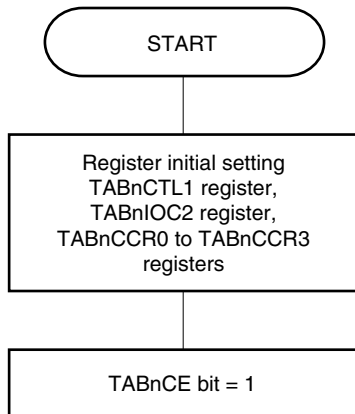 START
Register initial setting
TABnCTL1 register,
TABnIOC2 register,
TABnCCR0 to TABnCCR3
registers
TABnCE bit = 1